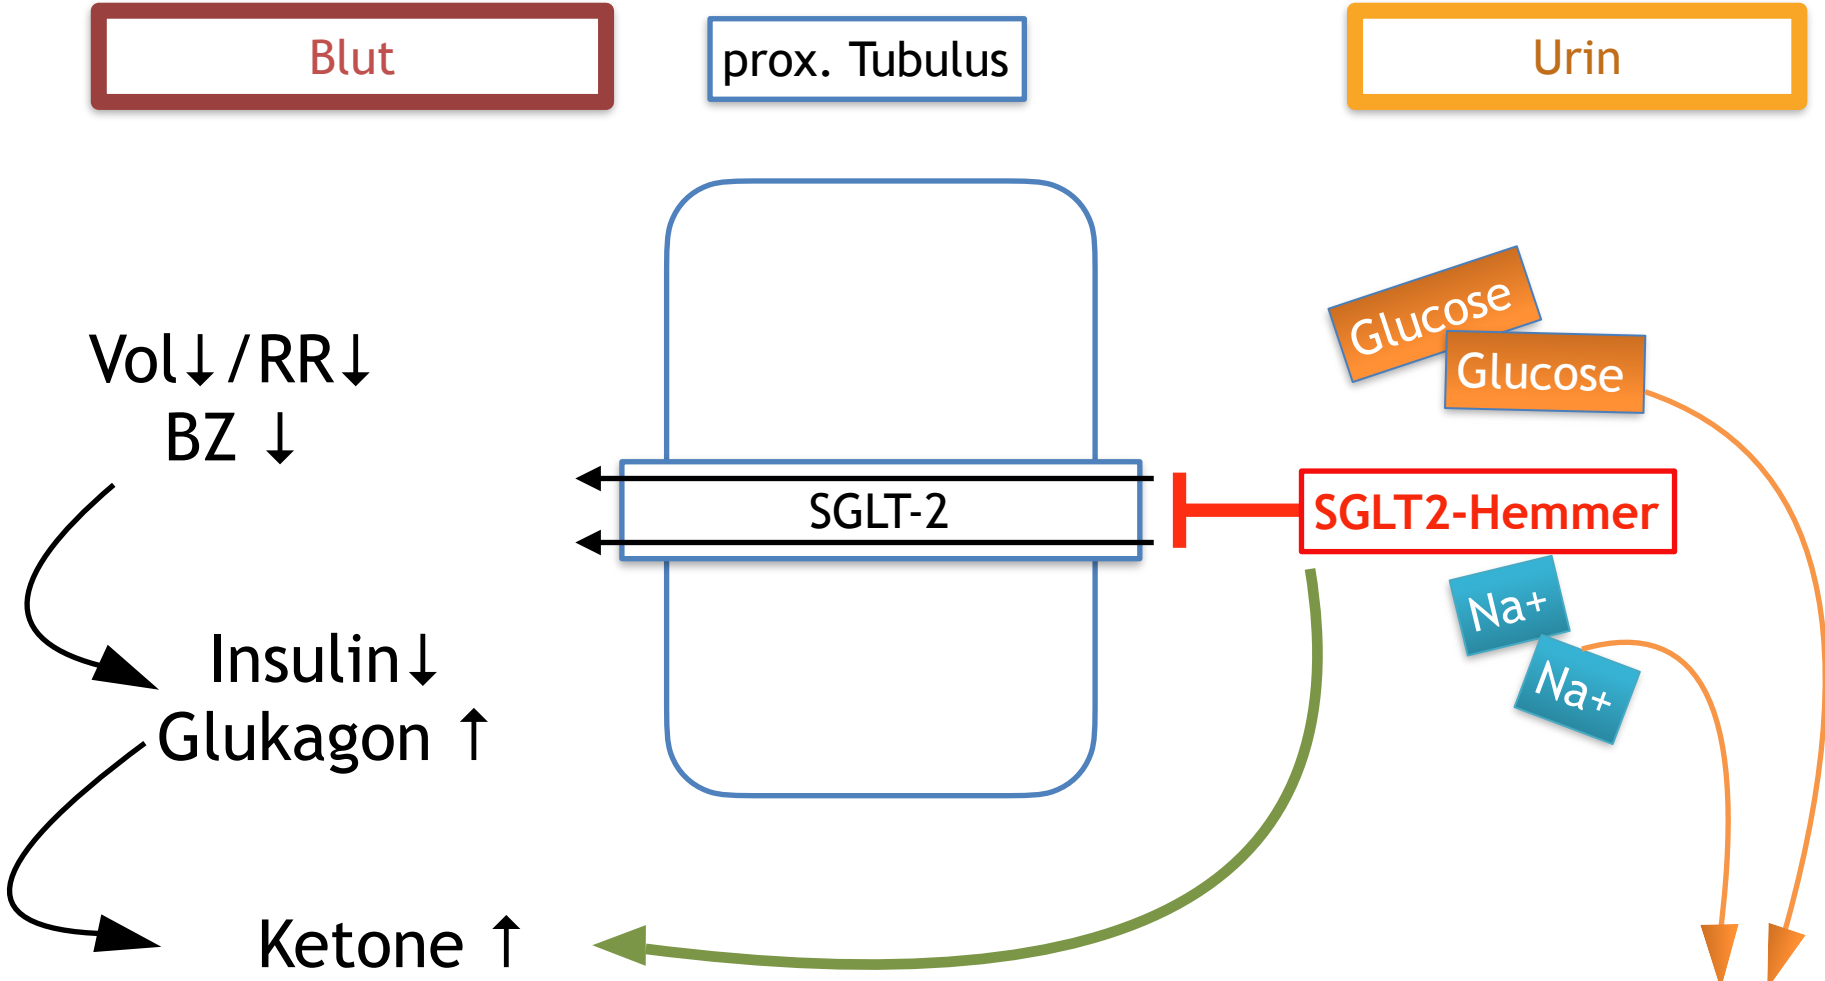 Blut
prox. Tubulus
Urin
Glucose
Glucose
Vol↓/RR↓
BZ ↓
SGLT-2
SGLT2-Hemmer
Na+
Na+
Insulin↓
Glukagon ↑
Ketone ↑